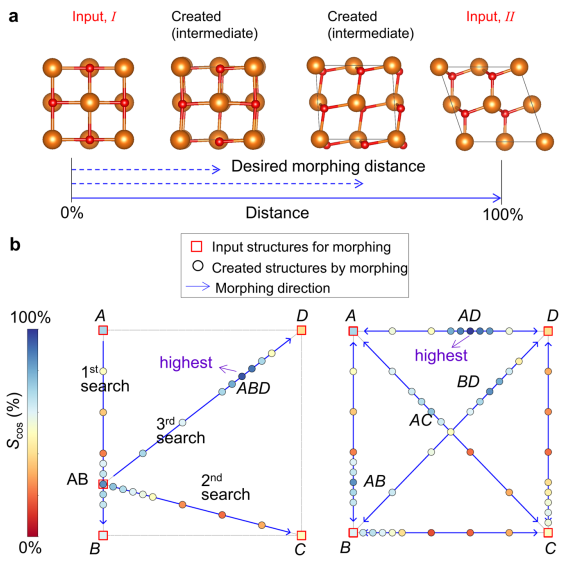 a
Input, I
Created
(intermediate)
Created
(intermediate)
Input, II
Desired morphing distance
0%
Distance
100%
b
Input structures for morphing
Created structures by morphing
Morphing direction
100%
S_cos (%)
0%
A
D
1st
search
highest
ABD
3rd
search
AB
2nd
search
B
C
A
AD
D
highest
BD
AC
AB
B
C